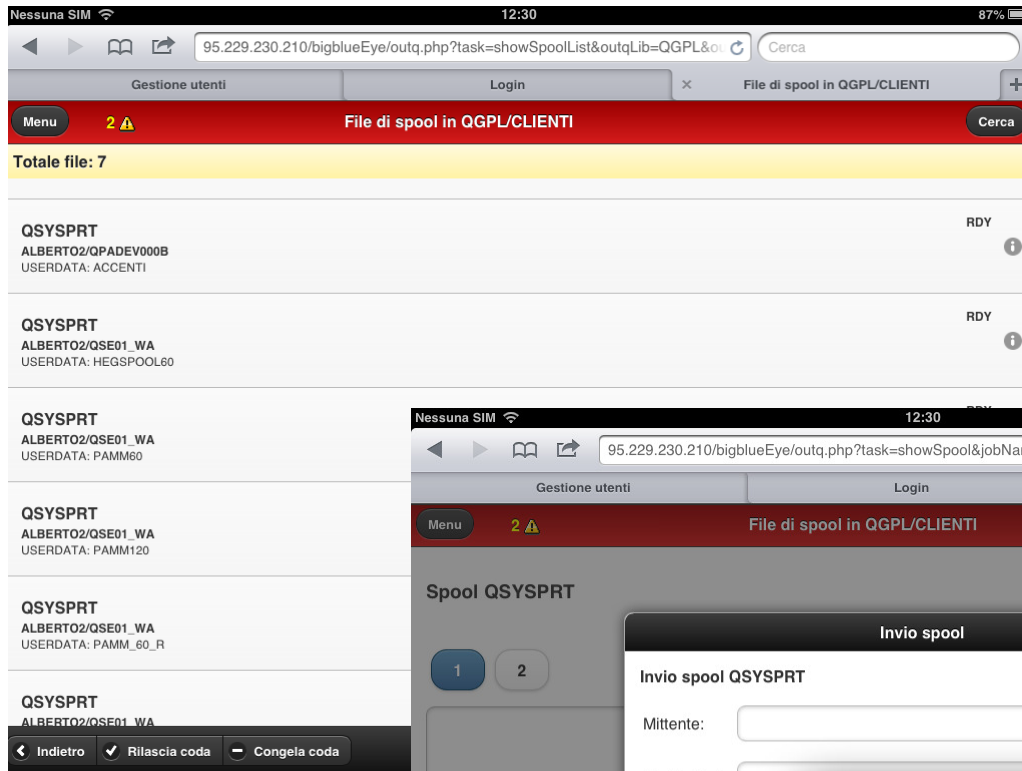 Nessuna SIM 12:30 87%
95.229.230.210/bigblueEye/outq.php?task=showSpoolList&outqLib=QGPL&ou Cerca
Gestione utenti Login File di spool in QGPL/CLIENTI
Menu 2 File di spool in QGPL/CLIENTI Cerca
Totale file: 7
QSYSPRT RDY
ALBERTO2/QPADEV000B
USERDATA: ACCENTI
QSYSPRT RDY
ALBERTO2/QSE01_WA
USERDATA: HEGSPOOL60
QSYSPRT
ALBERTO2/QSE01_WA
USERDATA: PAMM60
QSYSPRT
ALBERTO2/QSE01_WA
USERDATA: PAMM120
QSYSPRT
ALBERTO2/QSE01_WA
USERDATA: PAMM_60_R
QSYSPRT
ALBERTO2/QSE01_WA
Indietro Rilascia coda Congela coda
Nessuna SIM 12:30
95.229.230.210/bigblueEye/outq.php?task=showSpool&jobNa
Gestione utenti Login
Menu 2 File di spool in QGPL/CLIENTI
Spool QSYSPRT
1 2
Invio spool
Invio spool QSYSPRT
Mittente: